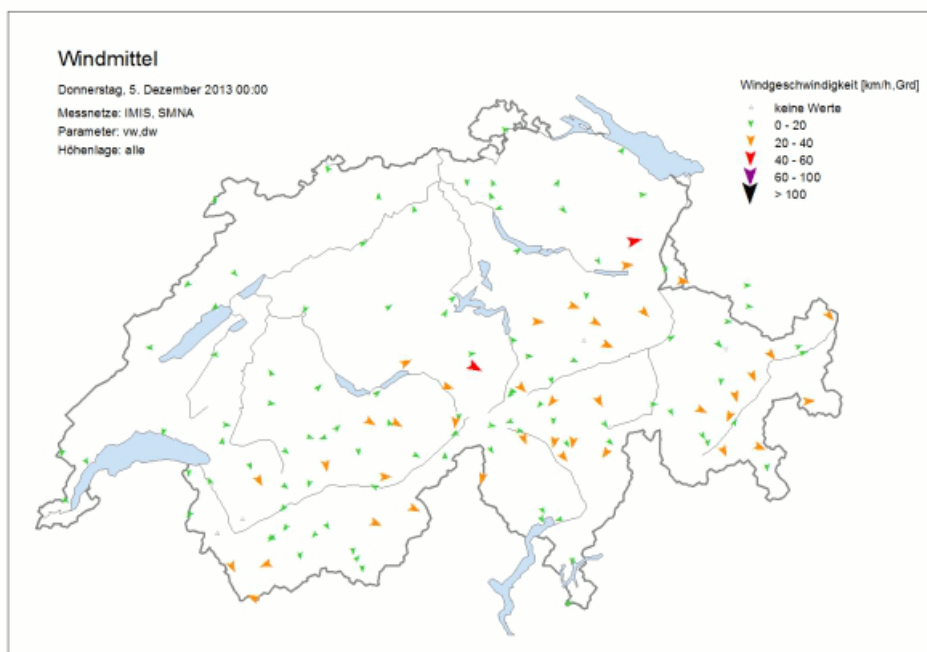 Windmittel
Donnerstag, 5. Dezember 2013 00:00
Messnetze: IMIS, SMNA
Parameter: vw,dw
Höhenlage: alle
Windgeschwindigkeit [km/h,Grd]
keine Werte
0 - 20
20 - 40
40 - 60
60 - 100
> 100